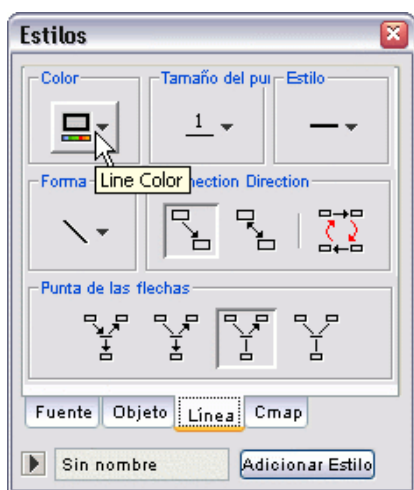 Estilos
Color
Tamaño del pu
Estilo
1
Line Color
Forma
nection Direction
Punta de las flechas
Fuente
Objeto
Línea
Cmap
Sin nombre
Adicionar Estilo